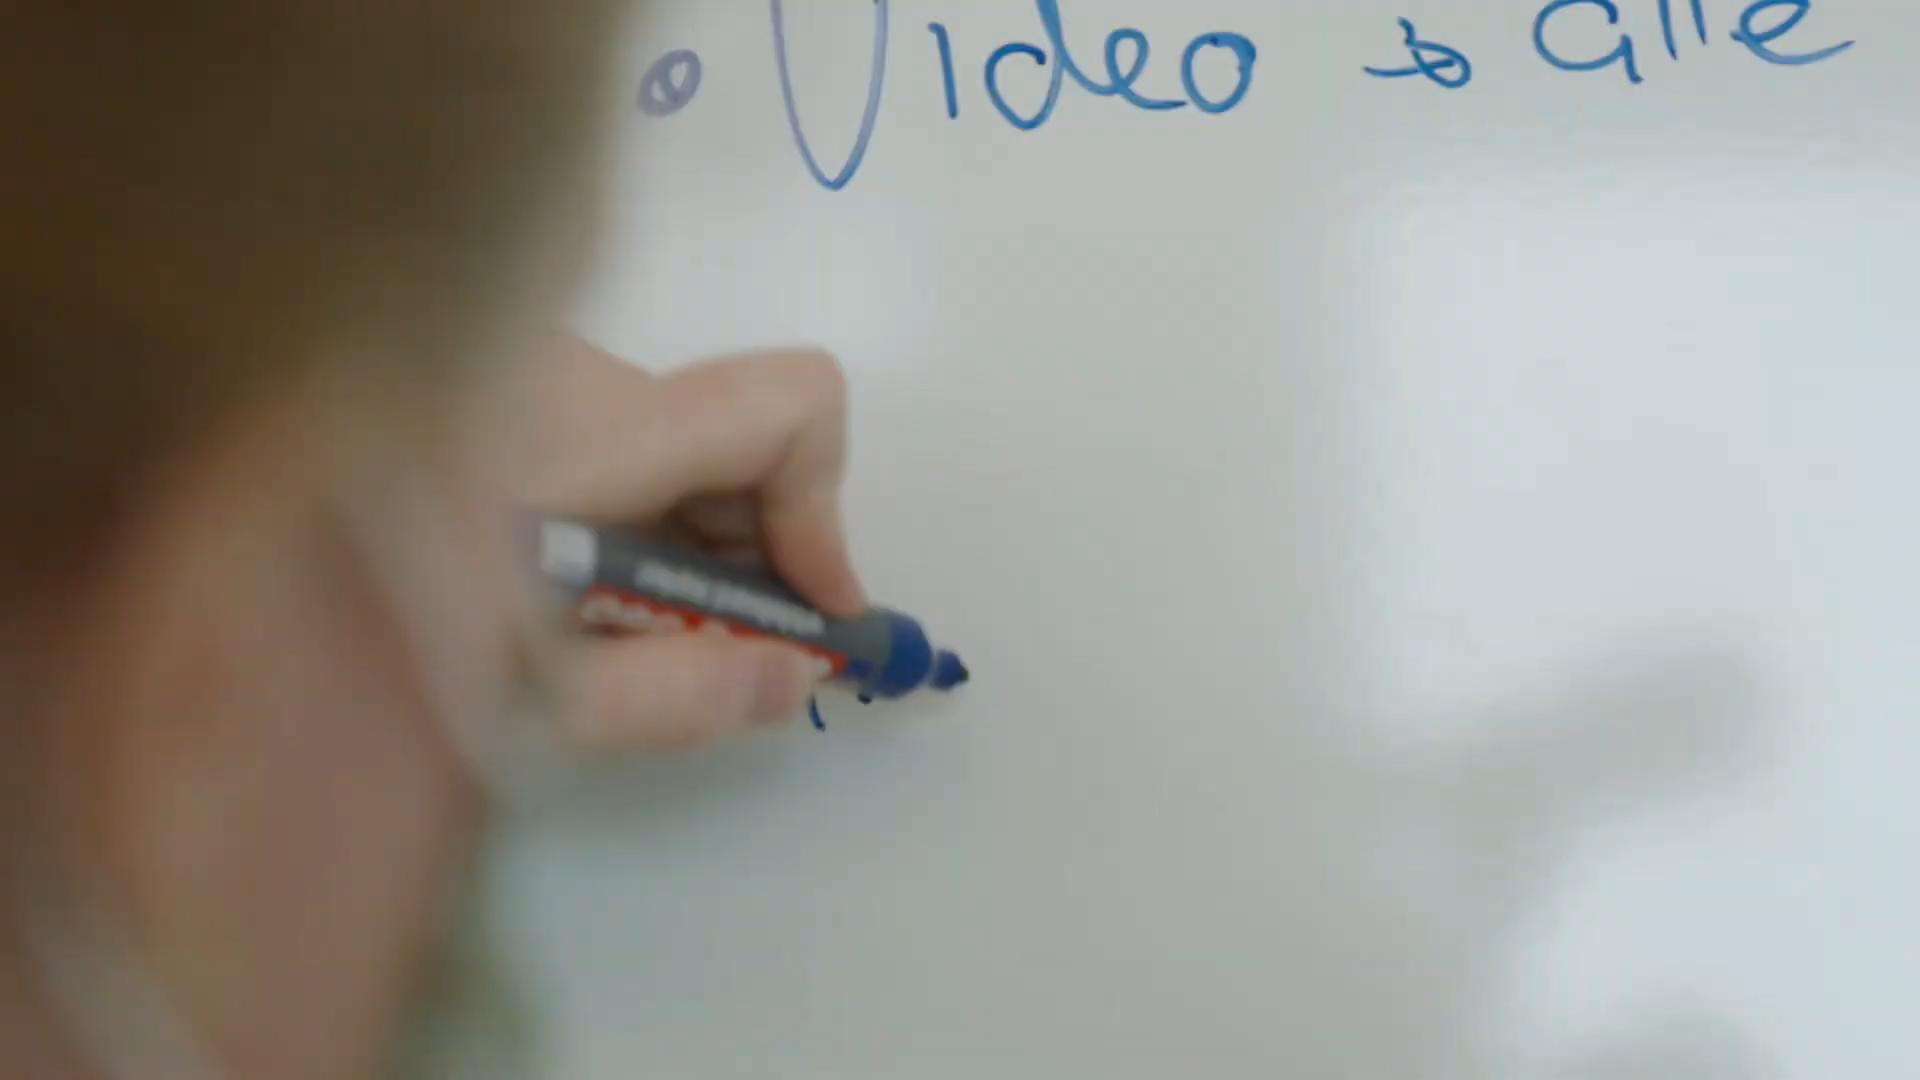 • Video → alle